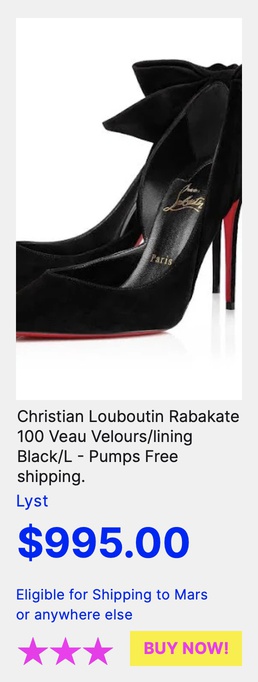 Louboutin
Paris
Christian Louboutin Rabakate
100 Veau Velours/lining
Black/L - Pumps Free
shipping.
Lyst
$995.00
Eligible for Shipping to Mars
or anywhere else
BUY NOW!